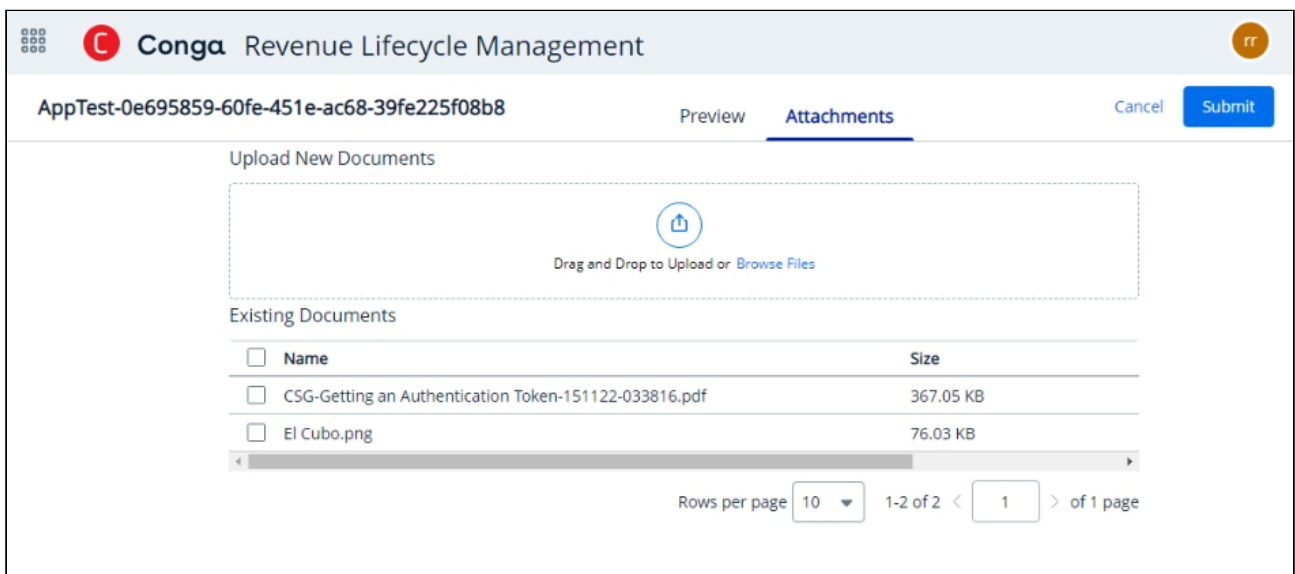 C Conga Revenue Lifecycle Management rr
AppTest-0e695859-60fe-451e-ac68-39fe225f08b8 Preview Attachments Cancel Submit
Upload New Documents
Drag and Drop to Upload or Browse Files
Existing Documents
Name Size
CSG-Getting an Authentication Token-151122-033816.pdf 367.05 KB
El Cubo.png 76.03 KB
Rows per page 10 1-2 of 2 < 1 > of 1 page